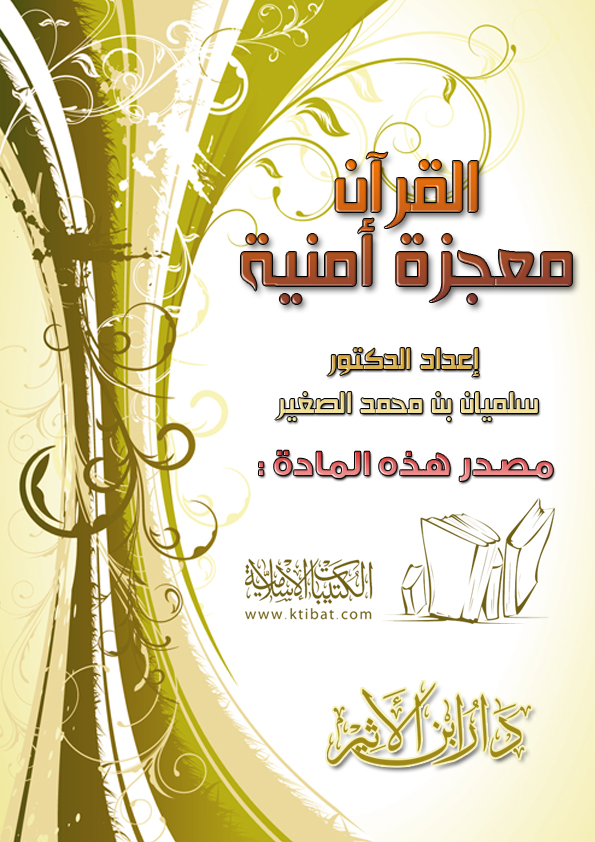 القرآن
معجزة أمنية
إعداد الدكتور
سلميان بن محمد الصغير
مصدر هذه المادة :
الكتيبات الإسلامية
www.ktibat.com
دار ابن الأثير